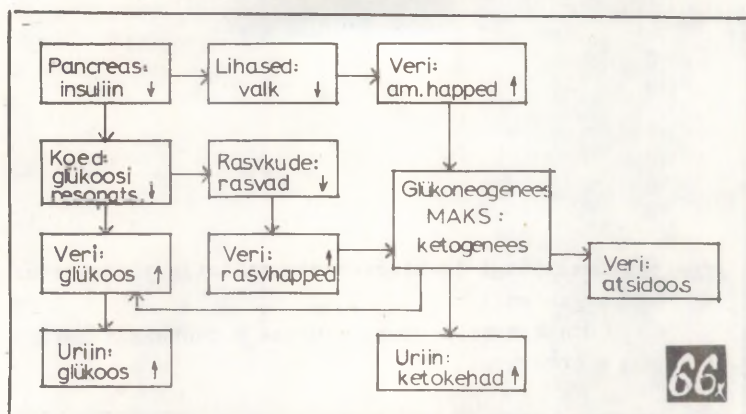 Pancreas:
insuliin ↓
Lihased:
valk ↓
Veri:
am. happed ↑
Koed:
glükoosi
resopats. ↓
Rasvkude:
rasvad ↓
Glükoneogenees
MAKS:
ketogenees
Veri:
glükoos ↑
Veri:
rasvhapped ↑
Veri:
atsidoos
Uriin:
glükoos ↑
Uriin:
ketokehad ↑
66x